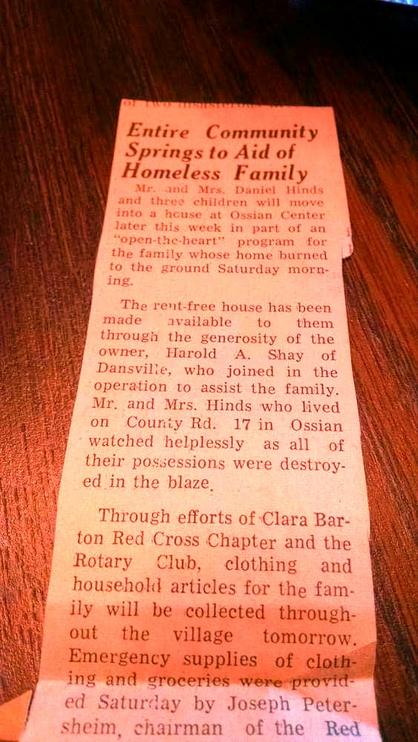 Entire Community
Springs to Aid of
Homeless Family
Mr. and Mrs. Daniel Hinds
and three children will move
into a house at Ossian Center
later this week in part of an
"open-the-heart" program for
the family whose home burned
to the ground Saturday morn-
ing.
The rent-free house has been
made available to them
through the generosity of the
owner, Harold A. Shay of
Dansville, who joined in the
operation to assist the family.
Mr. and Mrs. Hinds who lived
on County Rd. 17 in Ossian
watched helplessly as all of
their possessions were destroy-
ed in the blaze.
Through efforts of Clara Bar-
ton Red Cross Chapter and the
Rotary Club, clothing and
household articles for the fam-
ily will be collected through-
out the village tomorrow.
Emergency supplies of cloth-
ing and groceries were provid-
ed Saturday by Joseph Peter-
sheim, chairman of the Red